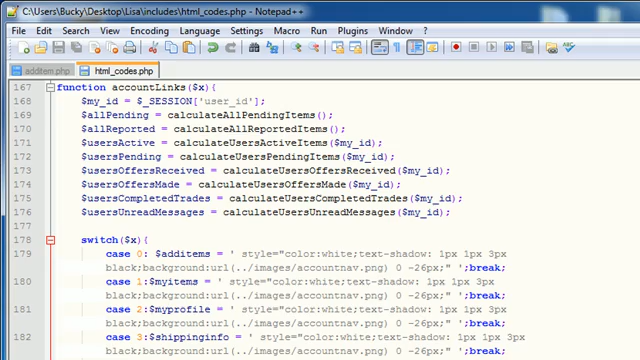 C:\Users\Bucky\Desktop\Lisa\includes\html_codes.php - Notepad++
File Edit Search View Encoding Language Settings Macro Run Plugins Window ?
additem.php html_codes.php
167 function accountLinks($x){
168 $my_id = $_SESSION['user_id'];
169 $allPending = calculateAllPendingItems();
170 $allReported = calculateAllReportedItems();
171 $usersActive = calculateUsersActiveItems($my_id);
172 $usersPending = calculateUsersPendingItems($my_id);
173 $usersOffersReceived = calculateUsersOffersReceived($my_id);
174 $usersOffersMade = calculateUsersOffersMade($my_id);
175 $usersCompletedTrades = calculateUsersCompletedTrades($my_id);
176 $usersUnreadMessages = calculateUsersUnreadMessages($my_id);
177
178 switch($x){
179 case 0: $additems = ' style="color:white;text-shadow: 1px 1px 3px
black;background:url(../images/accountnav.png) 0 -26px;" ';break;
180 case 1:$myitems = ' style="color:white;text-shadow: 1px 1px 3px
black;background:url(../images/accountnav.png) 0 -26px;" ';break;
181 case 2:$myprofile = ' style="color:white;text-shadow: 1px 1px 3px
black;background:url(../images/accountnav.png) 0 -26px;" ';break;
182 case 3:$shippinginfo = ' style="color:white;text-shadow: 1px 1px 3px
black;background:url(../images/accountnav.png) 0 -26px;" ';break;